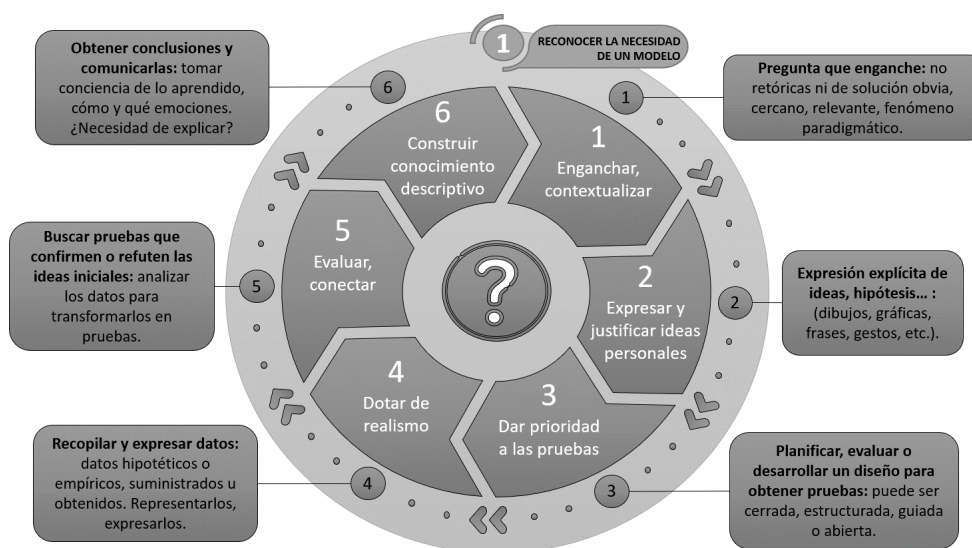 1
RECONOCER LA NECESIDAD
DE UN MODELO
1
Pregunta que enganche: no
retóricas ni de solución obvia,
cercano, relevante, fenómeno
paradigmático.
1
Enganchar,
contextualizar
2
Expresión explícita de
ideas, hipótesis... :
(dibujos, gráficas,
frases, gestos, etc.).
2
Expresar y
justificar ideas
personales
3
Planificar, evaluar o
desarrollar un diseño para
obtener pruebas: puede ser
cerrada, estructurada, guiada
o abierta.
3
Dar prioridad
a las pruebas
4
Recopilar y expresar datos:
datos hipotéticos o
empíricos, suministrados u
obtenidos. Representarlos,
expresarlos.
4
Dotar de
realismo
5
Buscar pruebas que
confirmen o refuten las
ideas iniciales: analizar
los datos para
transformarlos en
pruebas.
5
Evaluar,
conectar
6
Obtener conclusiones y
comunicarlas: tomar
conciencia de lo aprendido,
cómo y qué emociones.
¿Necesidad de explicar?
6
Construir
conocimiento
descriptivo
?